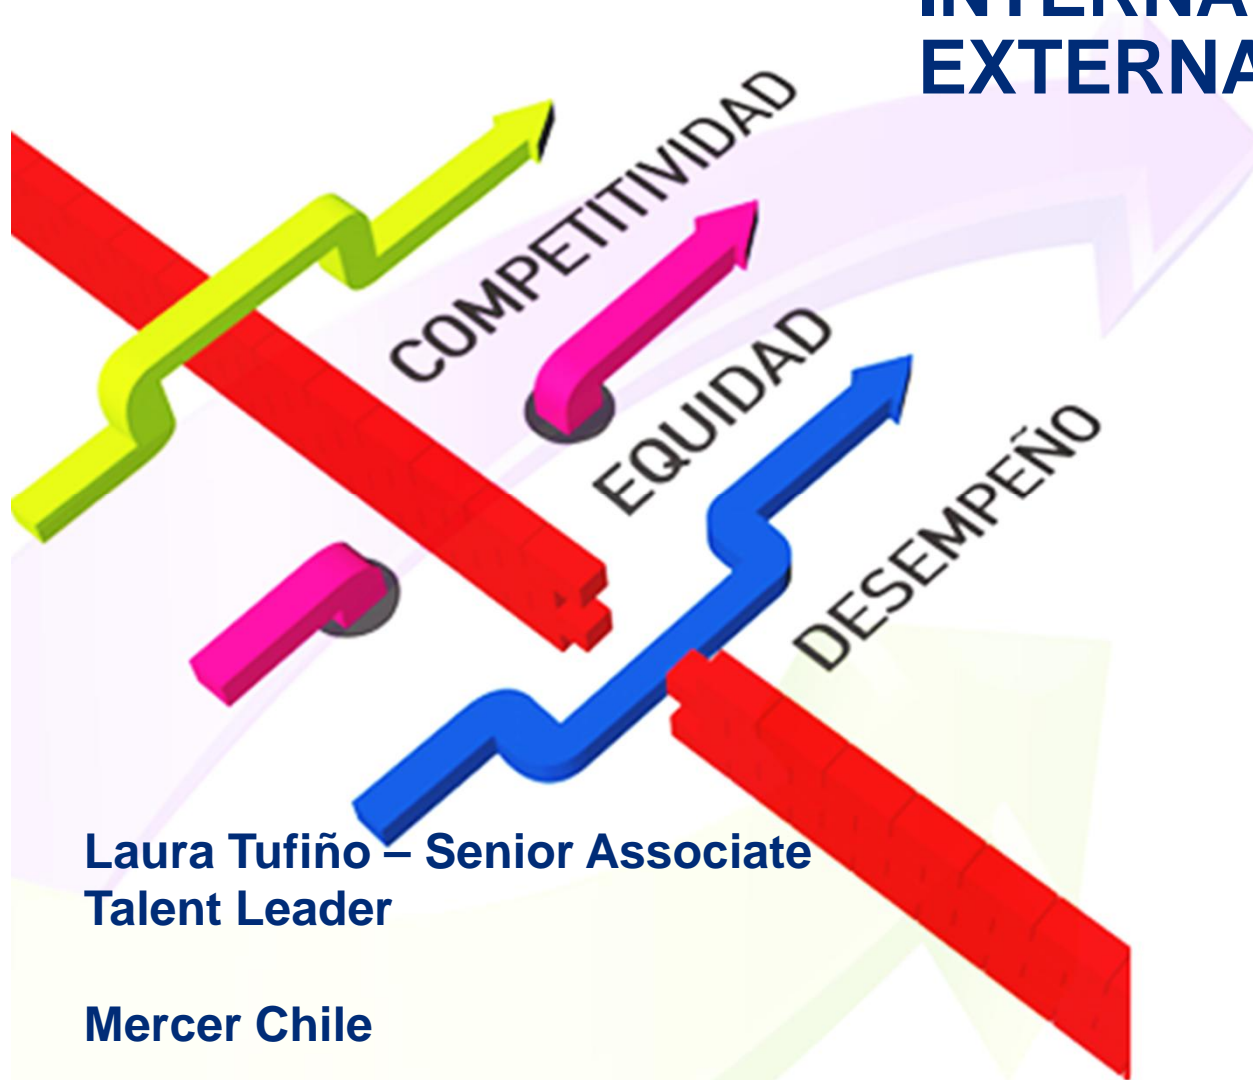 EXTERNA
COMPETITIVIDAD
EQUIDAD
DESEMPEÑO
Laura Tufiño – Senior Associate
Talent Leader
Mercer Chile